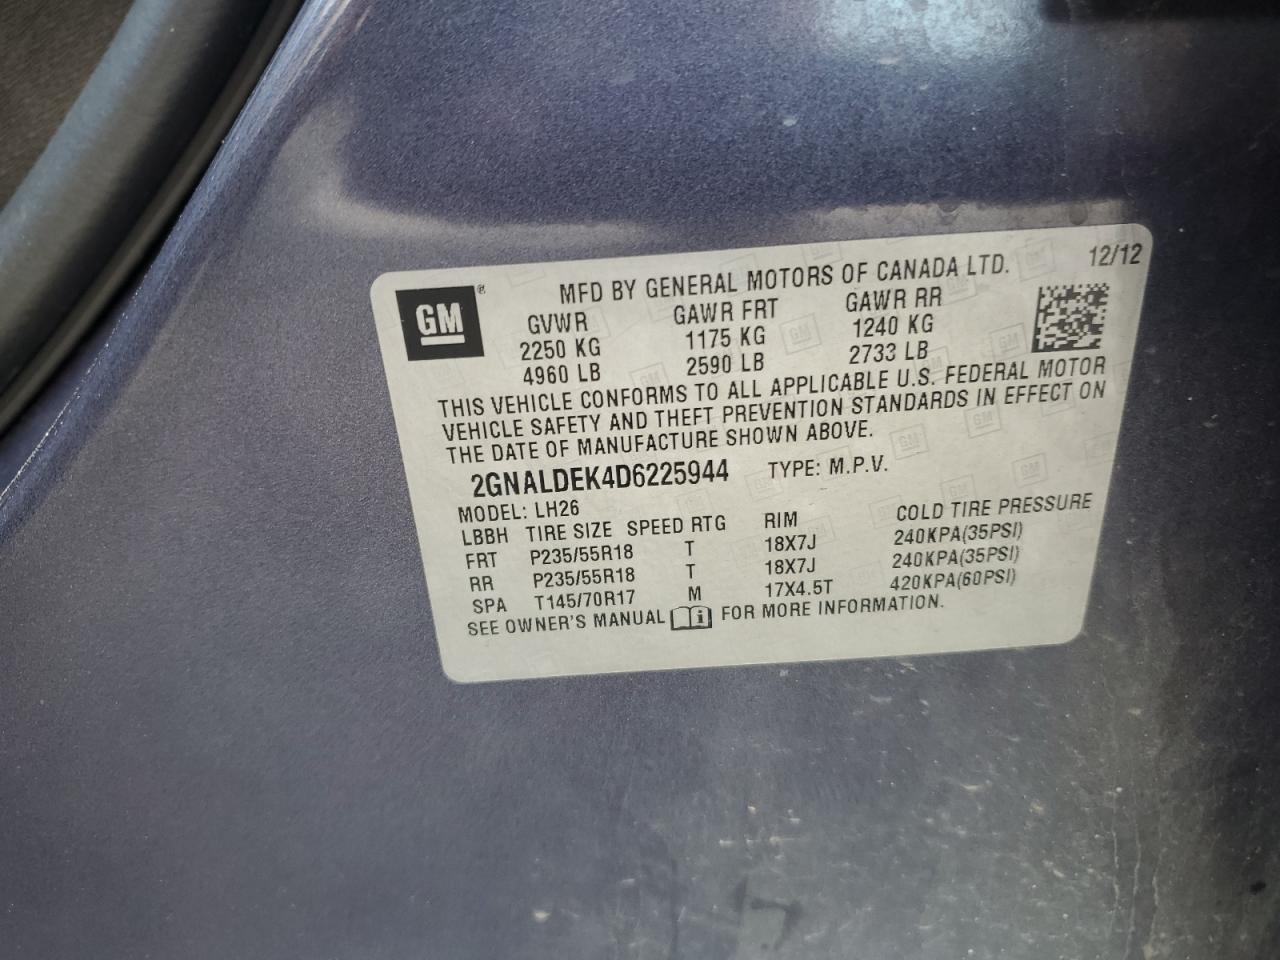 GM®
MFD BY GENERAL MOTORS OF CANADA LTD. 12/12
GVWR GAWR FRT GAWR RR
2250 KG 1175 KG 1240 KG
4960 LB 2590 LB 2733 LB
THIS VEHICLE CONFORMS TO ALL APPLICABLE U.S. FEDERAL MOTOR
VEHICLE SAFETY AND THEFT PREVENTION STANDARDS IN EFFECT ON
THE DATE OF MANUFACTURE SHOWN ABOVE.
2GNALDEK4D6225944 TYPE: M.P.V.
MODEL: LH26
LBBH TIRE SIZE SPEED RTG RIM COLD TIRE PRESSURE
FRT P235/55R18 T 18X7J 240KPA(35PSI)
RR P235/55R18 T 18X7J 240KPA(35PSI)
SPA T145/70R17 M 17X4.5T 420KPA(60PSI)
SEE OWNER'S MANUAL i FOR MORE INFORMATION.